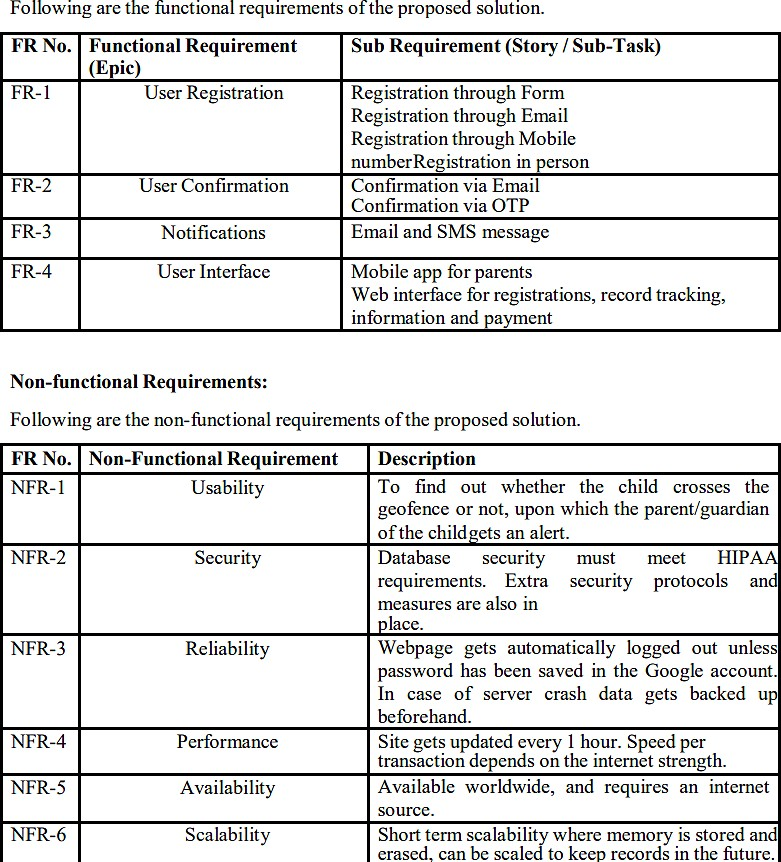 Following are the functional requirements of the proposed solution.
FR No. Functional Requirement (Epic) Sub Requirement (Story / Sub-Task)
FR-1 User Registration Registration through Form
Registration through Email
Registration through Mobile
numberRegistration in person
FR-2 User Confirmation Confirmation via Email
Confirmation via OTP
FR-3 Notifications Email and SMS message
FR-4 User Interface Mobile app for parents
Web interface for registrations, record tracking,
information and payment
Non-functional Requirements:
Following are the non-functional requirements of the proposed solution.
FR No. Non-Functional Requirement Description
NFR-1 Usability To find out whether the child crosses the
geofence or not, upon which the parent/guardian
of the childgets an alert.
NFR-2 Security Database security must meet HIPAA
requirements. Extra security protocols and
measures are also in
place.
NFR-3 Reliability Webpage gets automatically logged out unless
password has been saved in the Google account.
In case of server crash data gets backed up
beforehand.
NFR-4 Performance Site gets updated every 1 hour. Speed per
transaction depends on the internet strength.
NFR-5 Availability Available worldwide, and requires an internet
source.
NFR-6 Scalability Short term scalability where memory is stored and
erased, can be scaled to keep records in the future.